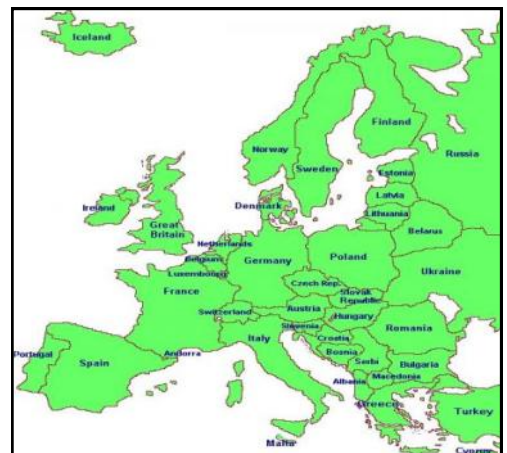 Iceland
Finland
Norway
Sweden
Russia
Estonia
Latvia
Lithuania
Denmark
Ireland
Great
Britain
Belarus
Netherlands
Belgium
Germany
Poland
Luxembourg
Ukraine
France
Czech Rep.
Slovak
Republic
Austria
Switzerland
Hungary
Slovenia
Romania
Italy
Croatia
Bosnia
Andorra
Portugal
Spain
Serbi
Bulgaria
Macedonia
Albania
Greece
Turkey
Malta
Cyprus